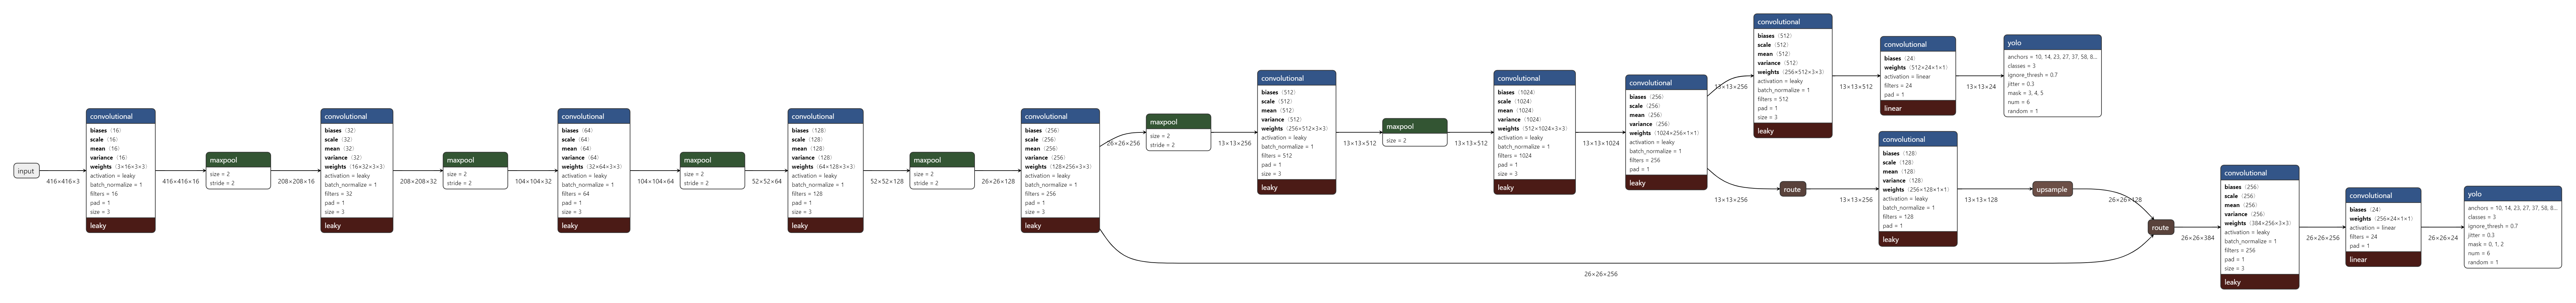 input
416×416×3
convolutional
biases ⟨16⟩
scale ⟨16⟩
mean ⟨16⟩
variance ⟨16⟩
weights ⟨3×16×3×3⟩
activation = leaky
batch_normalize = 1
filters = 16
pad = 1
size = 3
leaky
416×416×16
maxpool
size = 2
stride = 2
208×208×16
convolutional
biases ⟨32⟩
scale ⟨32⟩
mean ⟨32⟩
variance ⟨32⟩
weights ⟨16×32×3×3⟩
activation = leaky
batch_normalize = 1
filters = 32
pad = 1
size = 3
leaky
208×208×32
maxpool
size = 2
stride = 2
104×104×32
convolutional
biases ⟨64⟩
scale ⟨64⟩
mean ⟨64⟩
variance ⟨64⟩
weights ⟨32×64×3×3⟩
activation = leaky
batch_normalize = 1
filters = 64
pad = 1
size = 3
leaky
104×104×64
maxpool
size = 2
stride = 2
52×52×64
convolutional
biases ⟨128⟩
scale ⟨128⟩
mean ⟨128⟩
variance ⟨128⟩
weights ⟨64×128×3×3⟩
activation = leaky
batch_normalize = 1
filters = 128
pad = 1
size = 3
leaky
52×52×128
maxpool
size = 2
stride = 2
26×26×128
convolutional
biases ⟨256⟩
scale ⟨256⟩
mean ⟨256⟩
variance ⟨256⟩
weights ⟨128×256×3×3⟩
activation = leaky
batch_normalize = 1
filters = 256
pad = 1
size = 3
leaky
26×26×256
maxpool
size = 2
stride = 2
13×13×256
convolutional
biases ⟨512⟩
scale ⟨512⟩
mean ⟨512⟩
variance ⟨512⟩
weights ⟨256×512×3×3⟩
activation = leaky
batch_normalize = 1
filters = 512
pad = 1
size = 3
leaky
13×13×512
maxpool
size = 2
13×13×512
convolutional
biases ⟨1024⟩
scale ⟨1024⟩
mean ⟨1024⟩
variance ⟨1024⟩
weights ⟨512×1024×3×3⟩
activation = leaky
batch_normalize = 1
filters = 1024
pad = 1
size = 3
leaky
13×13×1024
convolutional
biases ⟨256⟩
scale ⟨256⟩
mean ⟨256⟩
variance ⟨256⟩
weights ⟨1024×256×1×1⟩
activation = leaky
batch_normalize = 1
filters = 256
pad = 1
leaky
13×13×256
convolutional
biases ⟨512⟩
scale ⟨512⟩
mean ⟨512⟩
variance ⟨512⟩
weights ⟨256×512×3×3⟩
activation = leaky
batch_normalize = 1
filters = 512
pad = 1
size = 3
leaky
13×13×512
convolutional
biases ⟨24⟩
weights ⟨512×24×1×1⟩
activation = linear
filters = 24
pad = 1
linear
13×13×24
yolo
anchors = 10, 14, 23, 27, 37, 58, 8...
classes = 3
ignore_thresh = 0.7
jitter = 0.3
mask = 3, 4, 5
num = 6
random = 1
13×13×256
route
13×13×256
convolutional
biases ⟨128⟩
scale ⟨128⟩
mean ⟨128⟩
variance ⟨128⟩
weights ⟨256×128×1×1⟩
activation = leaky
batch_normalize = 1
filters = 128
pad = 1
leaky
13×13×128
upsample
26×26×128
26×26×256
route
26×26×384
convolutional
biases ⟨256⟩
scale ⟨256⟩
mean ⟨256⟩
variance ⟨256⟩
weights ⟨384×256×3×3⟩
activation = leaky
batch_normalize = 1
filters = 256
pad = 1
size = 3
leaky
26×26×256
convolutional
biases ⟨24⟩
weights ⟨256×24×1×1⟩
activation = linear
filters = 24
pad = 1
linear
26×26×24
yolo
anchors = 10, 14, 23, 27, 37, 58, 8...
classes = 3
ignore_thresh = 0.7
jitter = 0.3
mask = 0, 1, 2
num = 6
random = 1